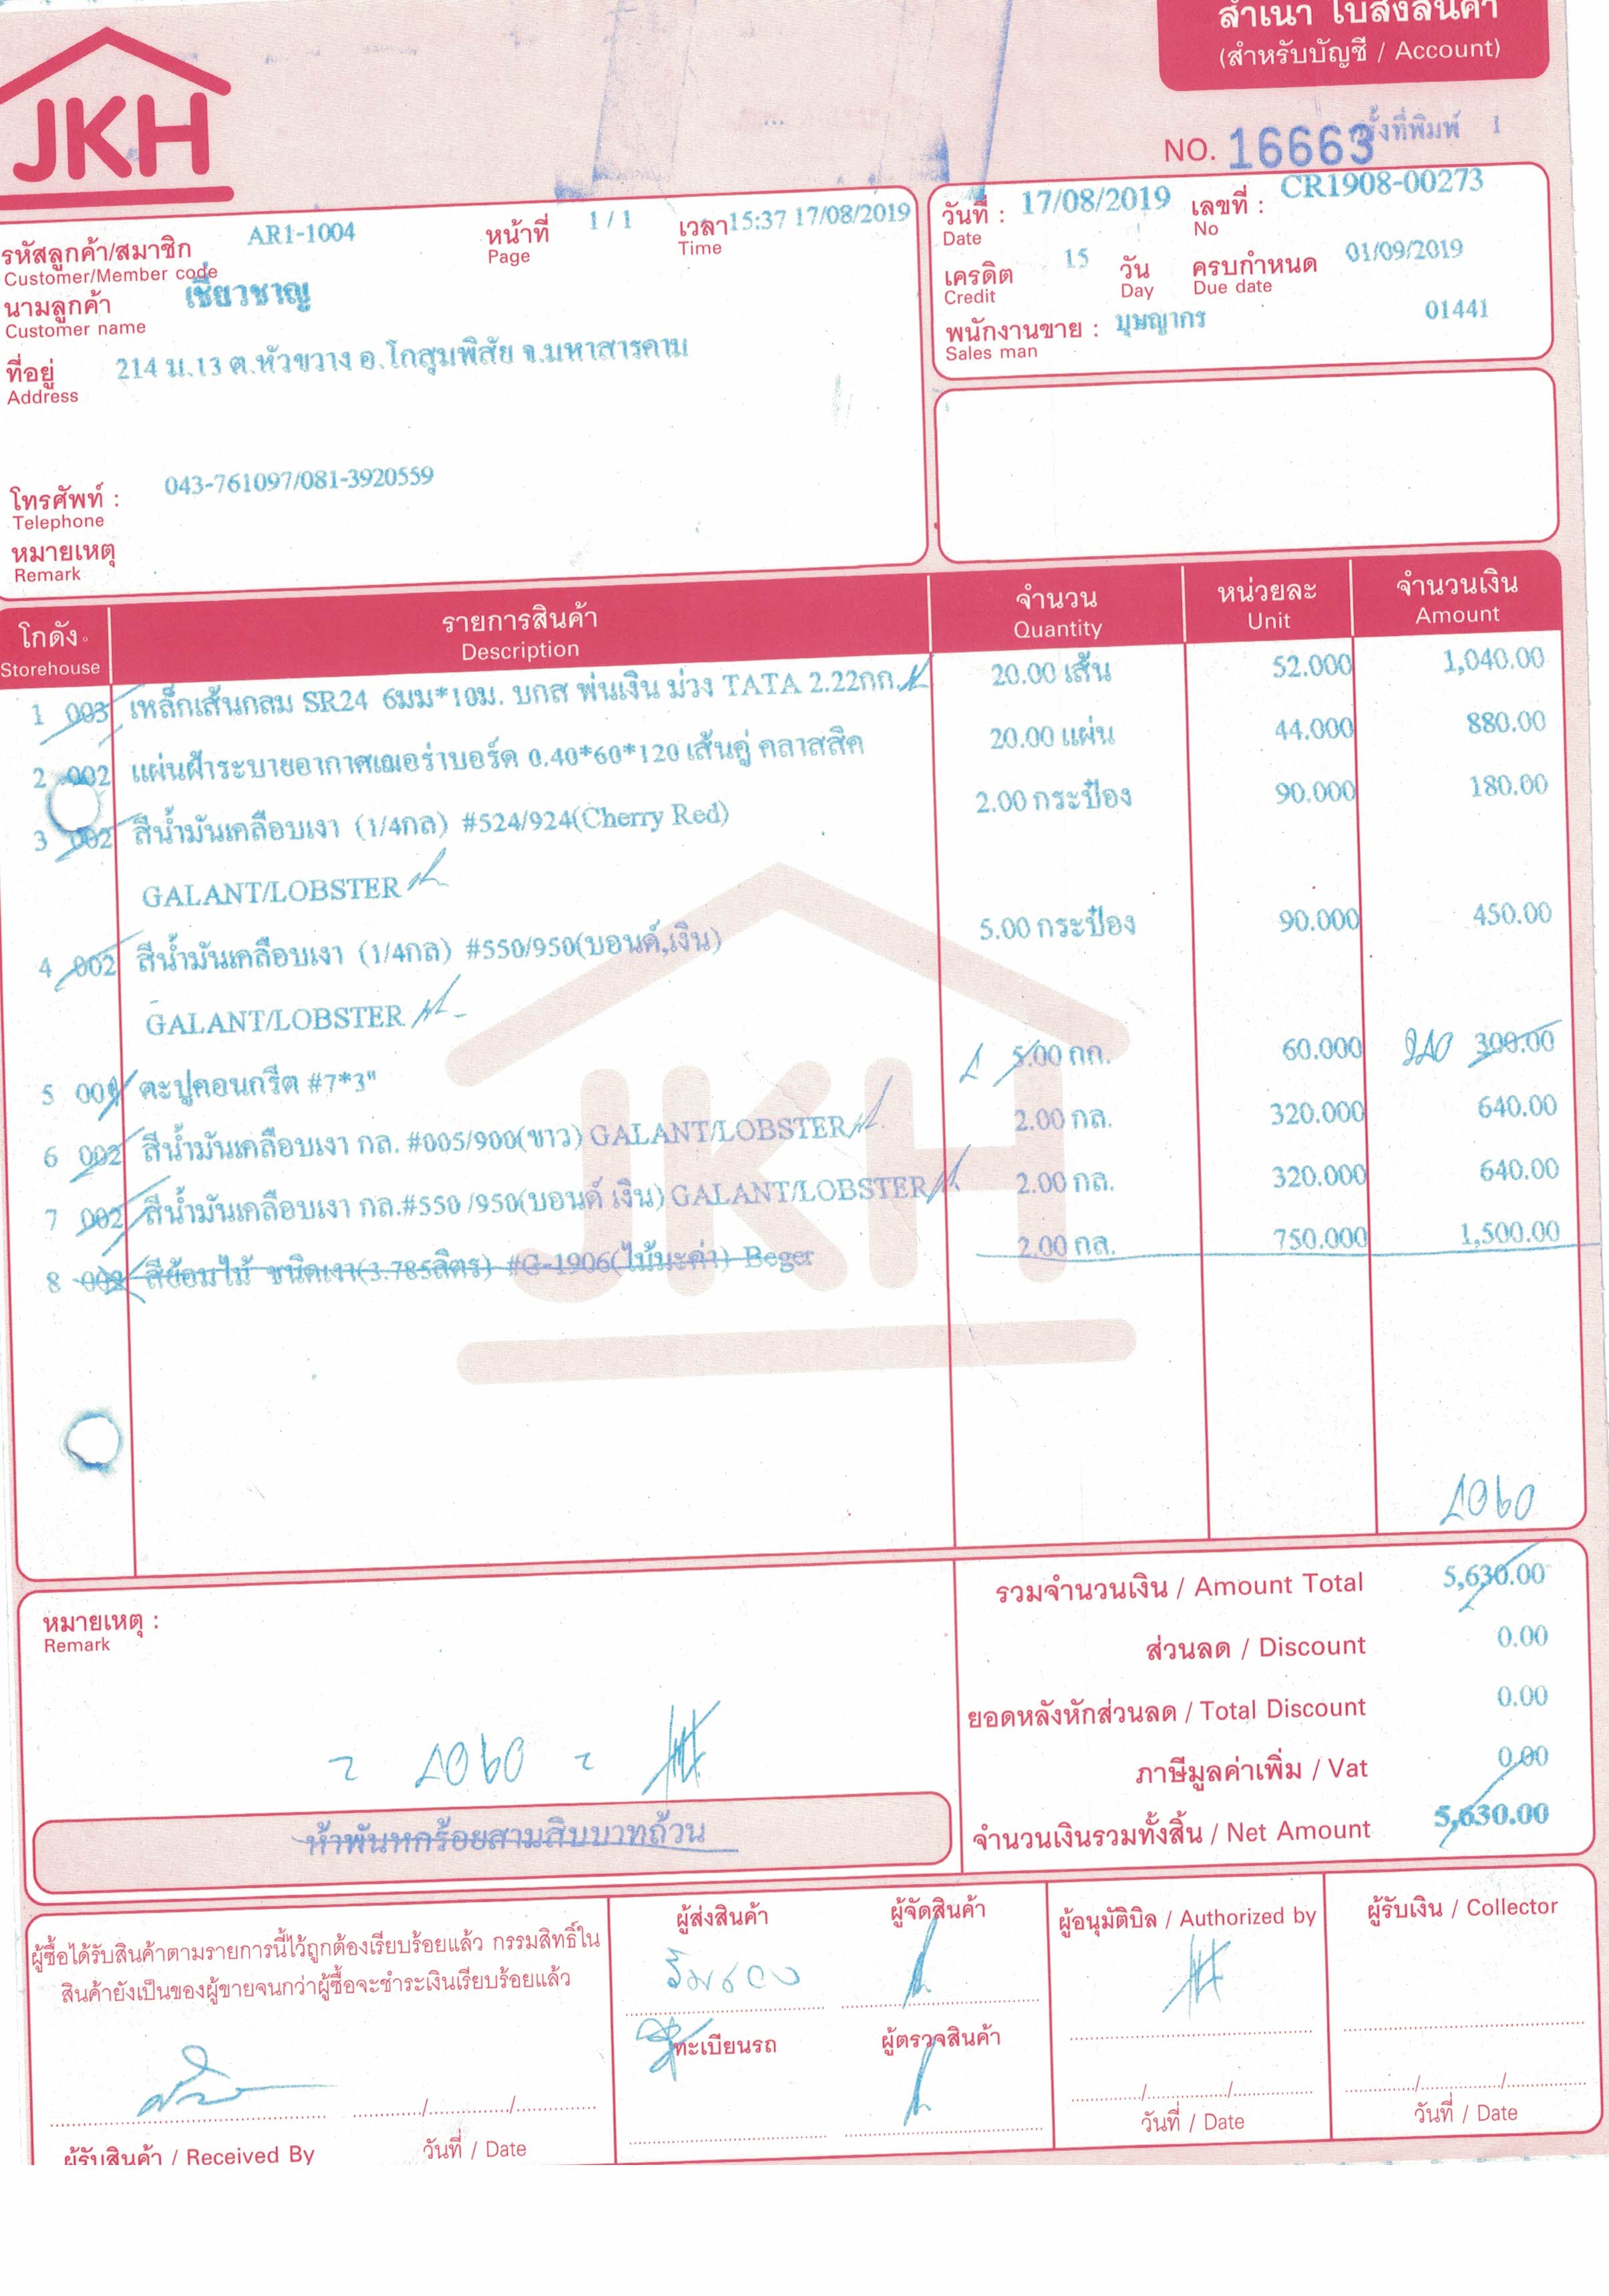 สำเนา ใบส่งสินค้า
(สำหรับบัญชี / Account)
JKH
NO. 16663 ครั้งที่พิมพ์ 1
รหัสลูกค้า/สมาชิก AR1-1004 หน้าที่ 1 / 1 เวลา 15:37 17/08/2019
Customer/Member code Page Time
นามลูกค้า เชี่ยวชาญ
Customer name
ที่อยู่ 214 ม.13 ต.หัวขวาง อ.โกสุมพิสัย จ.มหาสารคาม
Address
โทรศัพท์ : 043-761097/081-3920559
Telephone
หมายเหตุ
Remark
วันที่ : 17/08/2019 เลขที่ : CR1908-00273
Date No
เครดิต 15 วัน ครบกำหนด 01/09/2019
Credit Day Due date
พนักงานขาย : บุษญากร 01441
Sales man
โกดัง รายการสินค้า จำนวน หน่วยละ จำนวนเงิน
Storehouse Description Quantity Unit Amount
1 003 เหล็กเส้นกลม SR24 6มม*10ม. บกส พ่นเงิน ม่วง TATA 2.22กก. 20.00 เส้น 52.000 1,040.00
2 002 แผ่นฝ้าระบายอากาศเฌอร่าบอร์ด 0.40*60*120 เส้นคู่ คลาสสิค 20.00 แผ่น 44.000 880.00
3 002 สีน้ำมันเคลือบเงา (1/4กล) #524/924(Cherry Red) 2.00 กระป๋อง 90.000 180.00
GALANT/LOBSTER
4 002 สีน้ำมันเคลือบเงา (1/4กล) #550/950(บอนด์,เงิน) 5.00 กระป๋อง 90.000 450.00
GALANT/LOBSTER
5 001 ตะปูคอนกรีต #7*3" 5.00 กก. 60.000 240 300.00
6 002 สีน้ำมันเคลือบเงา กล. #005/900(ขาว) GALANT/LOBSTER 2.00 กล. 320.000 640.00
7 002 สีน้ำมันเคลือบเงา กล.#550 /950(บอนด์ เงิน) GALANT/LOBSTER 2.00 กล. 320.000 640.00
8 002 สีย้อมไม้ ชนิดเงา(3.785ลิตร) #G-1906(ไม้มะค่า) Beger 2.00 กล. 750.000 1,500.00
JKH
4060
รวมจำนวนเงิน / Amount Total 5,630.00
หมายเหตุ :
Remark
ส่วนลด / Discount 0.00
ยอดหลังหักส่วนลด / Total Discount 0.00
= 4060 =
ภาษีมูลค่าเพิ่ม / Vat 0.00
ห้าพันหกร้อยสามสิบบาทถ้วน
จำนวนเงินรวมทั้งสิ้น / Net Amount 5,630.00
ผู้ซื้อได้รับสินค้าตามรายการนี้ไว้ถูกต้องเรียบร้อยแล้ว กรรมสิทธิ์ใน
สินค้ายังเป็นของผู้ขายจนกว่าผู้ซื้อจะชำระเงินเรียบร้อยแล้ว
ผู้ส่งสินค้า ผู้จัดสินค้า ผู้อนุมัติบิล / Authorized by ผู้รับเงิน / Collector
ทะเบียนรถ ผู้ตรวจสินค้า
วันที่ / Date วันที่ / Date
ผู้รับสินค้า / Received By วันที่ / Date